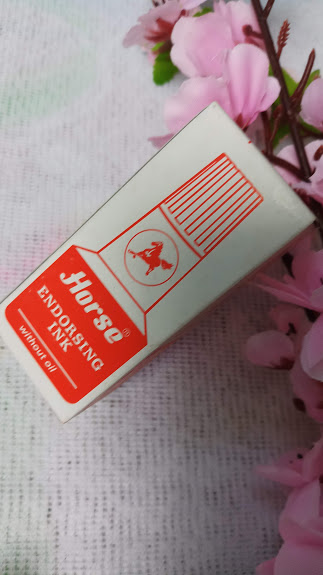 Horse®
ENDORSING
INK
without oil